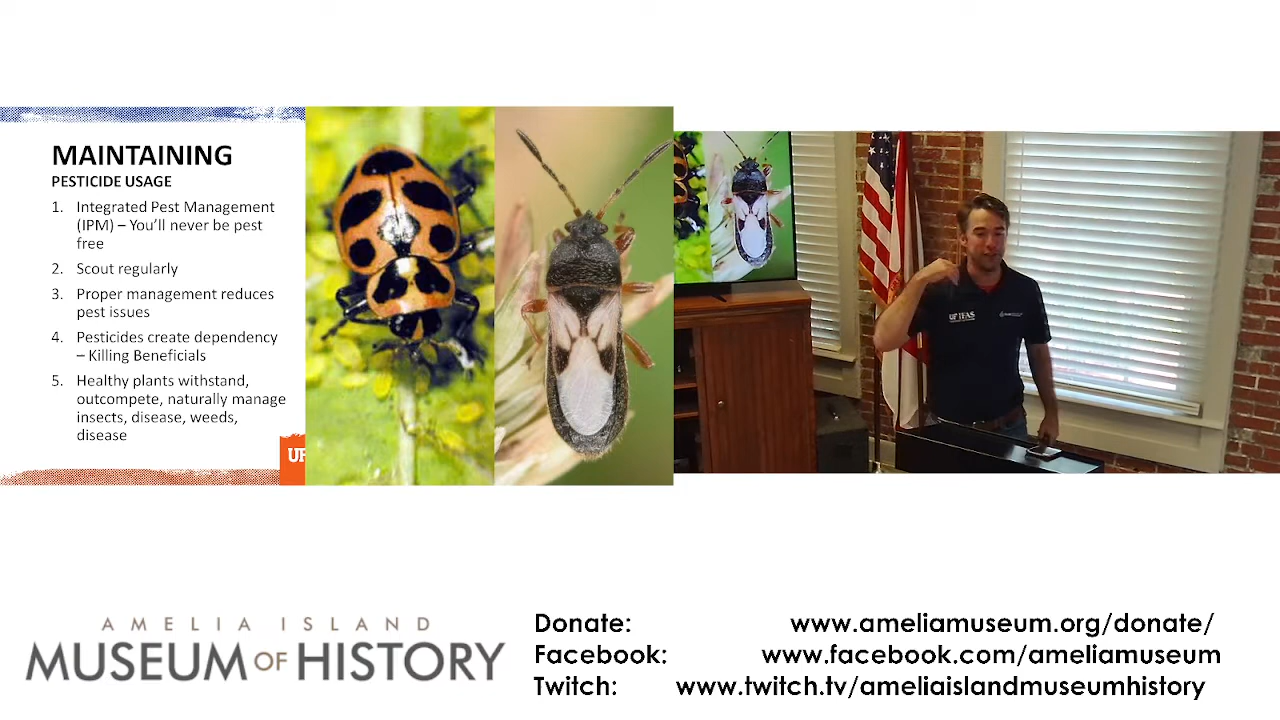 MAINTAINING
PESTICIDE USAGE
1. Integrated Pest Management
(IPM) – You'll never be pest
free
2. Scout regularly
3. Proper management reduces
pest issues
4. Pesticides create dependency
– Killing Beneficials
5. Healthy plants withstand,
outcompete, naturally manage
insects, disease, weeds,
disease
UF
UF IFAS
AMELIA ISLAND
MUSEUM OF HISTORY
Donate: www.ameliamuseum.org/donate/
Facebook: www.facebook.com/ameliamuseum
Twitch: www.twitch.tv/ameliaislandmuseumhistory